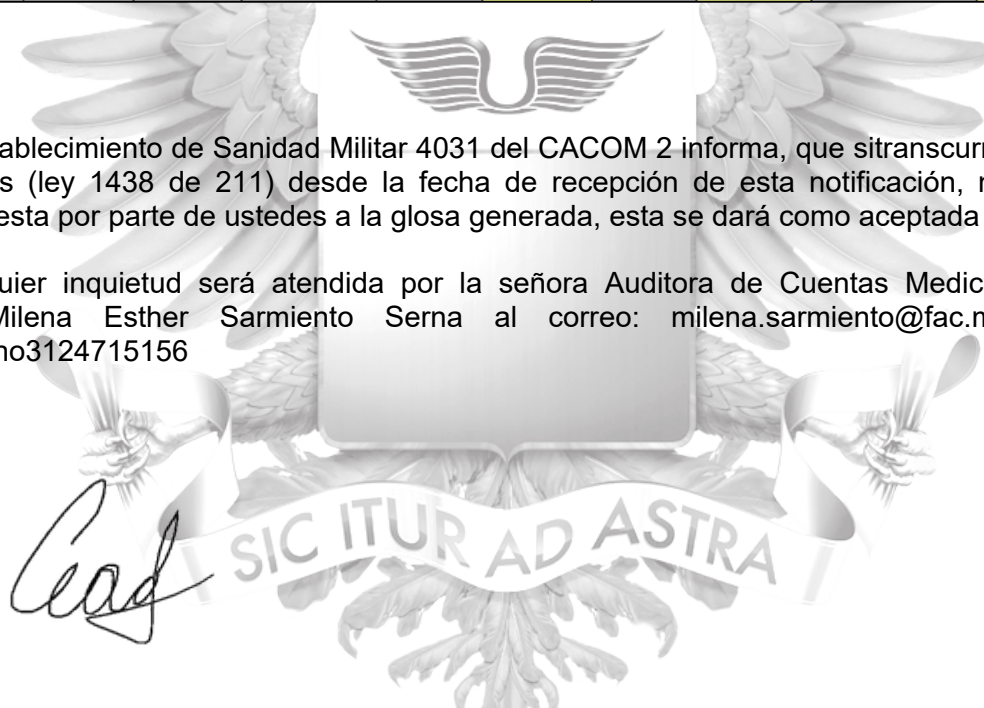 ablecimiento de Sanidad Militar 4031 del CACOM 2 informa, que sitranscurr
s (ley 1438 de 211) desde la fecha de recepción de esta notificación, n
esta por parte de ustedes a la glosa generada, esta se dará como aceptada
uier inquietud será atendida por la señora Auditora de Cuentas Medic
Milena Esther Sarmiento Serna al correo: milena.sarmiento@fac.m
no3124715156
SIC ITUR AD ASTRA